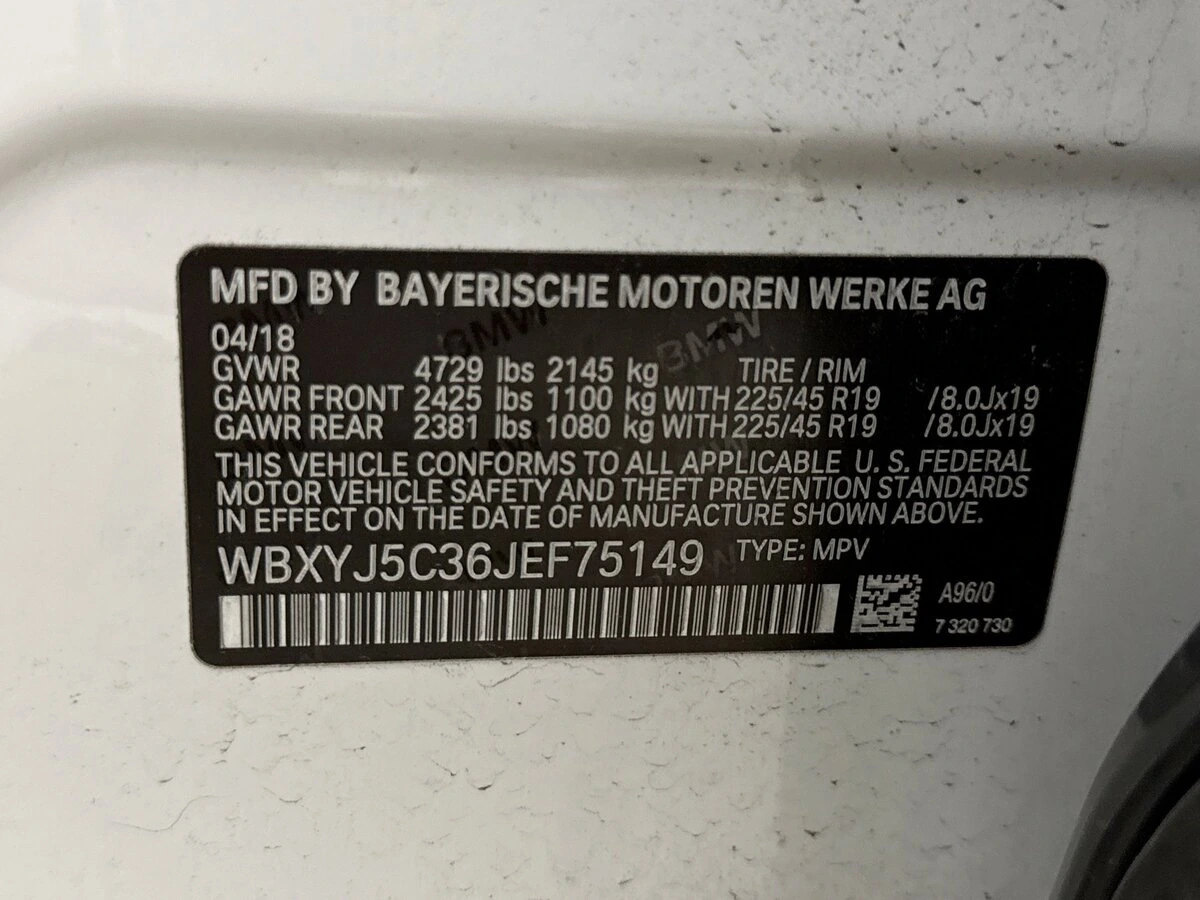 MFD BY BAYERISCHE MOTOREN WERKE AG
04/18
GVWR 4729 lbs 2145 kg TIRE / RIM
GAWR FRONT 2425 lbs 1100 kg WITH 225/45 R19 /8.0Jx19
GAWR REAR 2381 lbs 1080 kg WITH 225/45 R19 /8.0Jx19
THIS VEHICLE CONFORMS TO ALL APPLICABLE U. S. FEDERAL
MOTOR VEHICLE SAFETY AND THEFT PREVENTION STANDARDS
IN EFFECT ON THE DATE OF MANUFACTURE SHOWN ABOVE.
WBXYJ5C36JEF75149 TYPE: MPV
A96/0
7 320 730
BMW
BMW